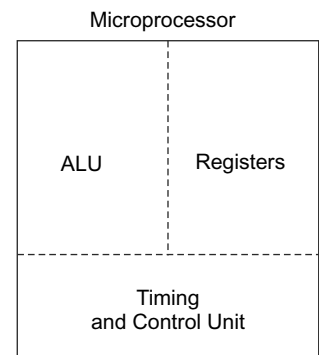 Microprocessor
ALU
Registers
Timing
and Control Unit